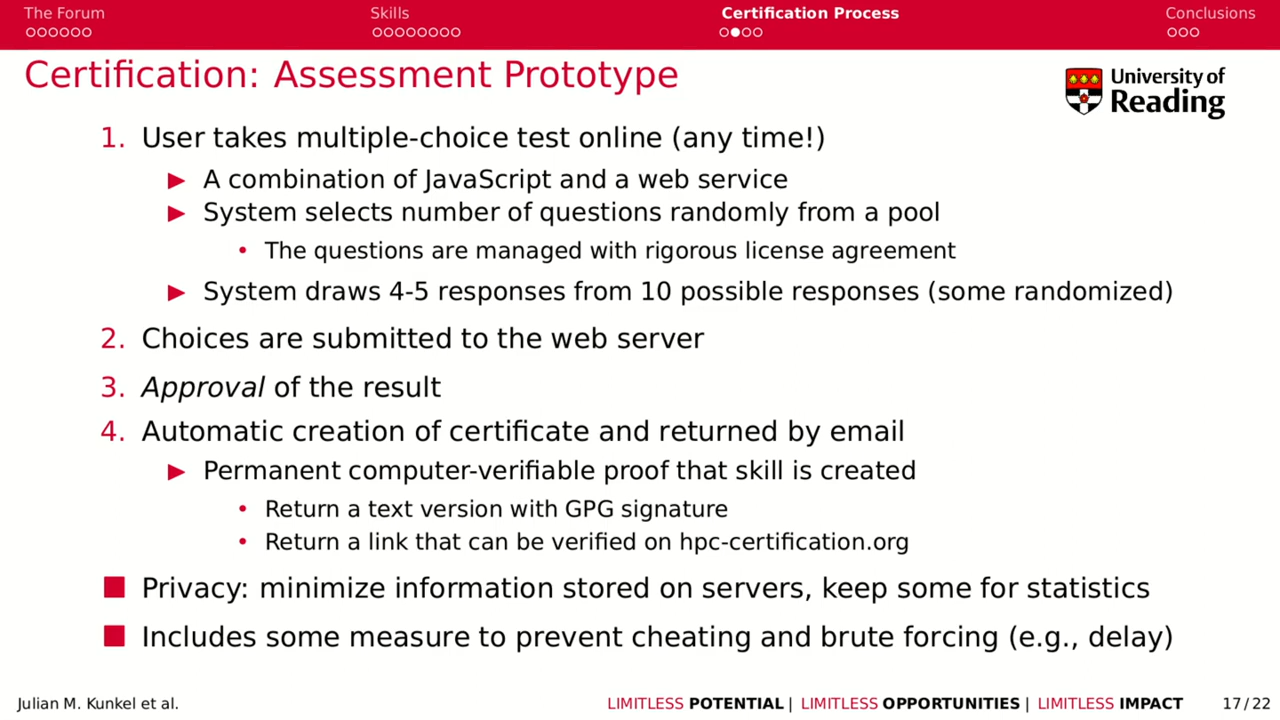 The Forum Skills Certification Process Conclusions
Certification: Assessment Prototype
University of
Reading
1. User takes multiple-choice test online (any time!)
▶ A combination of JavaScript and a web service
▶ System selects number of questions randomly from a pool
• The questions are managed with rigorous license agreement
▶ System draws 4-5 responses from 10 possible responses (some randomized)
2. Choices are submitted to the web server
3. Approval of the result
4. Automatic creation of certificate and returned by email
▶ Permanent computer-verifiable proof that skill is created
• Return a text version with GPG signature
• Return a link that can be verified on hpc-certification.org
■ Privacy: minimize information stored on servers, keep some for statistics
■ Includes some measure to prevent cheating and brute forcing (e.g., delay)
Julian M. Kunkel et al. LIMITLESS POTENTIAL | LIMITLESS OPPORTUNITIES | LIMITLESS IMPACT 17/22